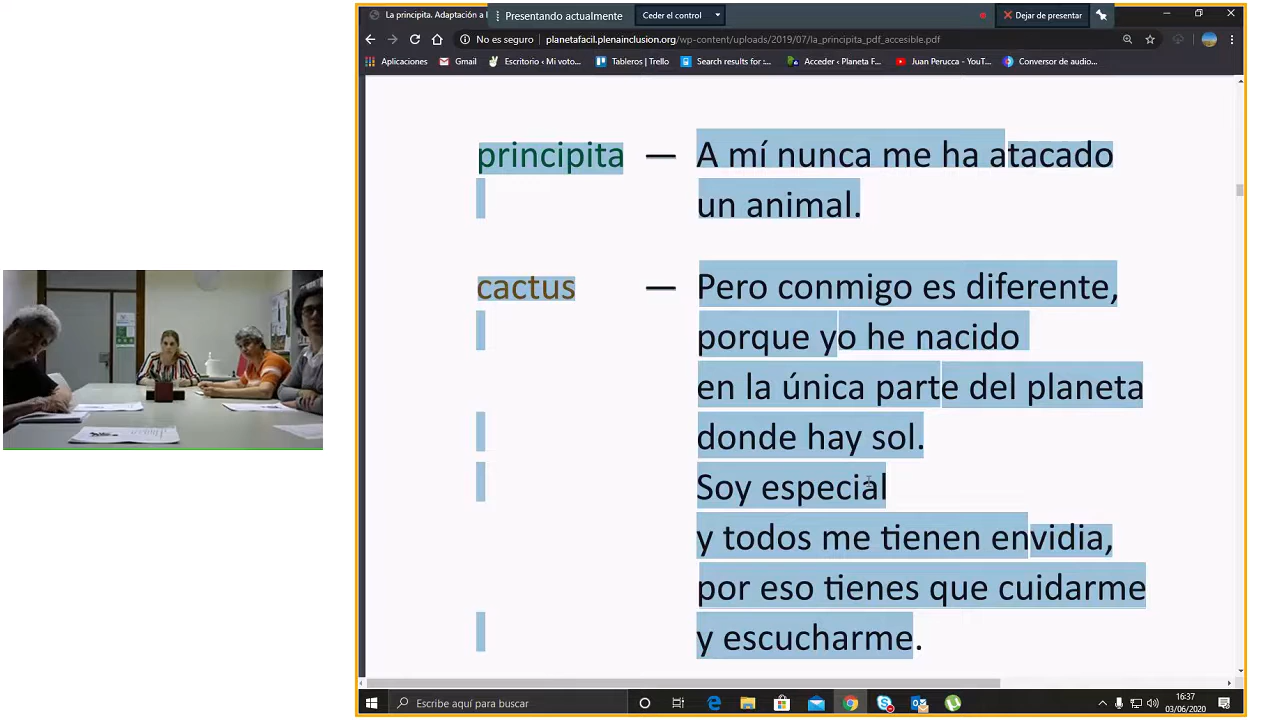 La principita. Adaptación a l
Presentando actualmente
Ceder el control
Dejar de presentar
No es seguro
planetafacil.plenainclusion.org/wp-content/uploads/2019/07/la_principita_pdf_accesible.pdf
Aplicaciones
Gmail
Escritorio ‹ Mi voto...
Tableros | Trello
Search results for:...
Acceder ‹ Planeta F...
Juan Perucca - YouT...
Conversor de audio...
principita — A mí nunca me ha atacado
un animal.
cactus — Pero conmigo es diferente,
porque yo he nacido
en la única parte del planeta
donde hay sol.
Soy especial
y todos me tienen envidia,
por eso tienes que cuidarme
y escucharme.
Escribe aquí para buscar
16:37
03/06/2020